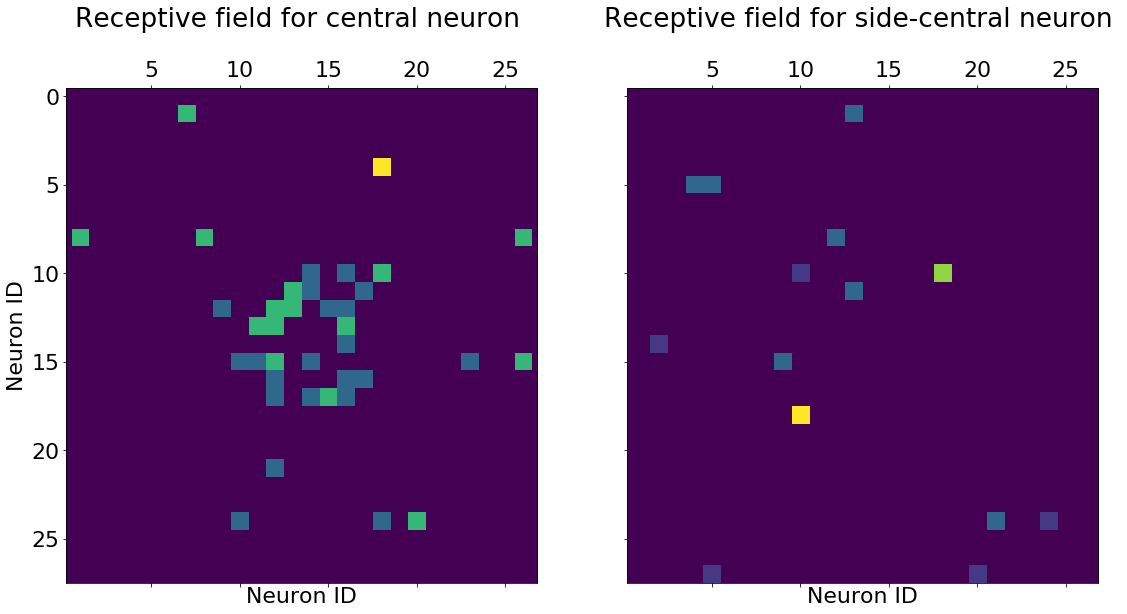 Receptive field for central neuron
5 10 15 20 25
0
5
10
15
20
25
Neuron ID
Neuron ID
Receptive field for side-central neuron
5 10 15 20 25
Neuron ID